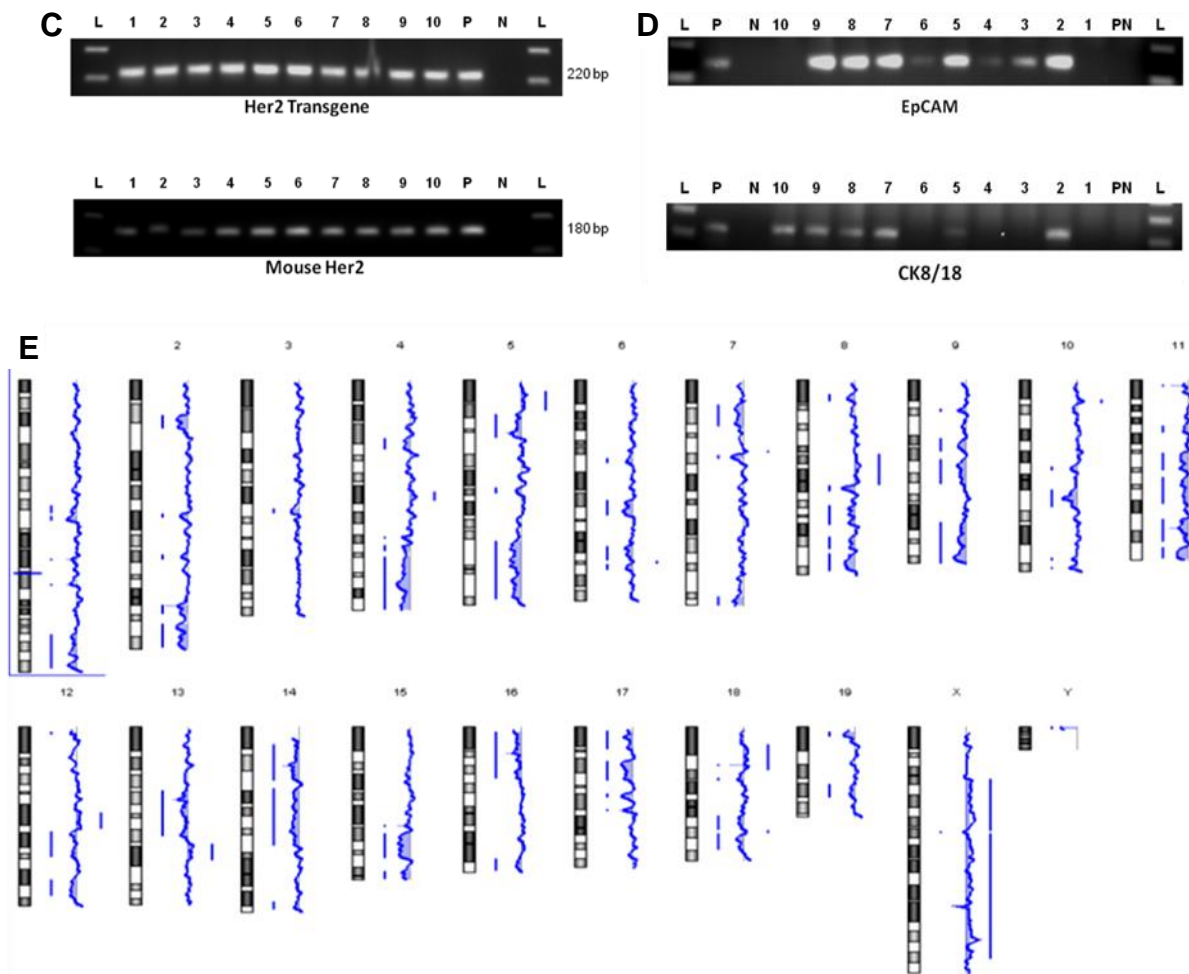 C
L 1 2 3 4 5 6 7 8 9 10 P N L
220 bp
Her2 Transgene
L 1 2 3 4 5 6 7 8 9 10 P N L
180 bp
Mouse Her2
D
L P N 10 9 8 7 6 5 4 3 2 1 PN L
EpCAM
L P N 10 9 8 7 6 5 4 3 2 1 PN L
CK8/18
E
2 3 4 5 6 7 8 9 10 11
12 13 14 15 16 17 18 19 X Y